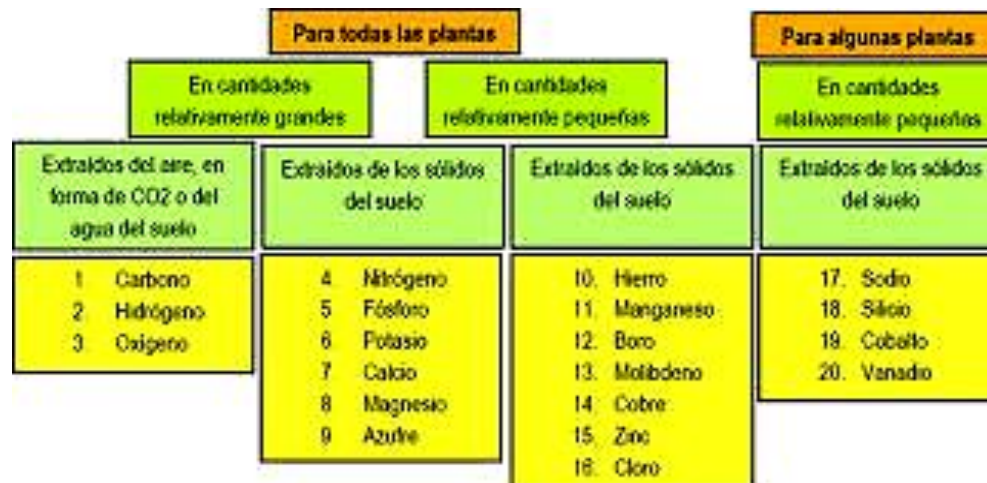 Para todas las plantas
Para algunas plantas
En cantidades
relativamente grandes
En cantidades
relativamente pequeñas
En cantidades
relativamente pequeñas
Extraidos del aire, en
forma de CO2 o del
agua del suelo
Extraidos de los sólidos
del suelo
Extraidos de los sólidos
del suelo
Extraidos de los sólidos
del suelo
1 Carbono
2 Hidrógeno
3. Oxígeno
4 Nitrógeno
5 Fósforo
6 Potasio
7 Calcio
8 Magnesio
9 Azufre
10. Hierro
11. Manganeso
12 Boro
13. Molibdeno
14 Cobre
15. Zinc
16. Cloro
17. Sodio
18. Silicio
19. Cobalto
20. Vanadio